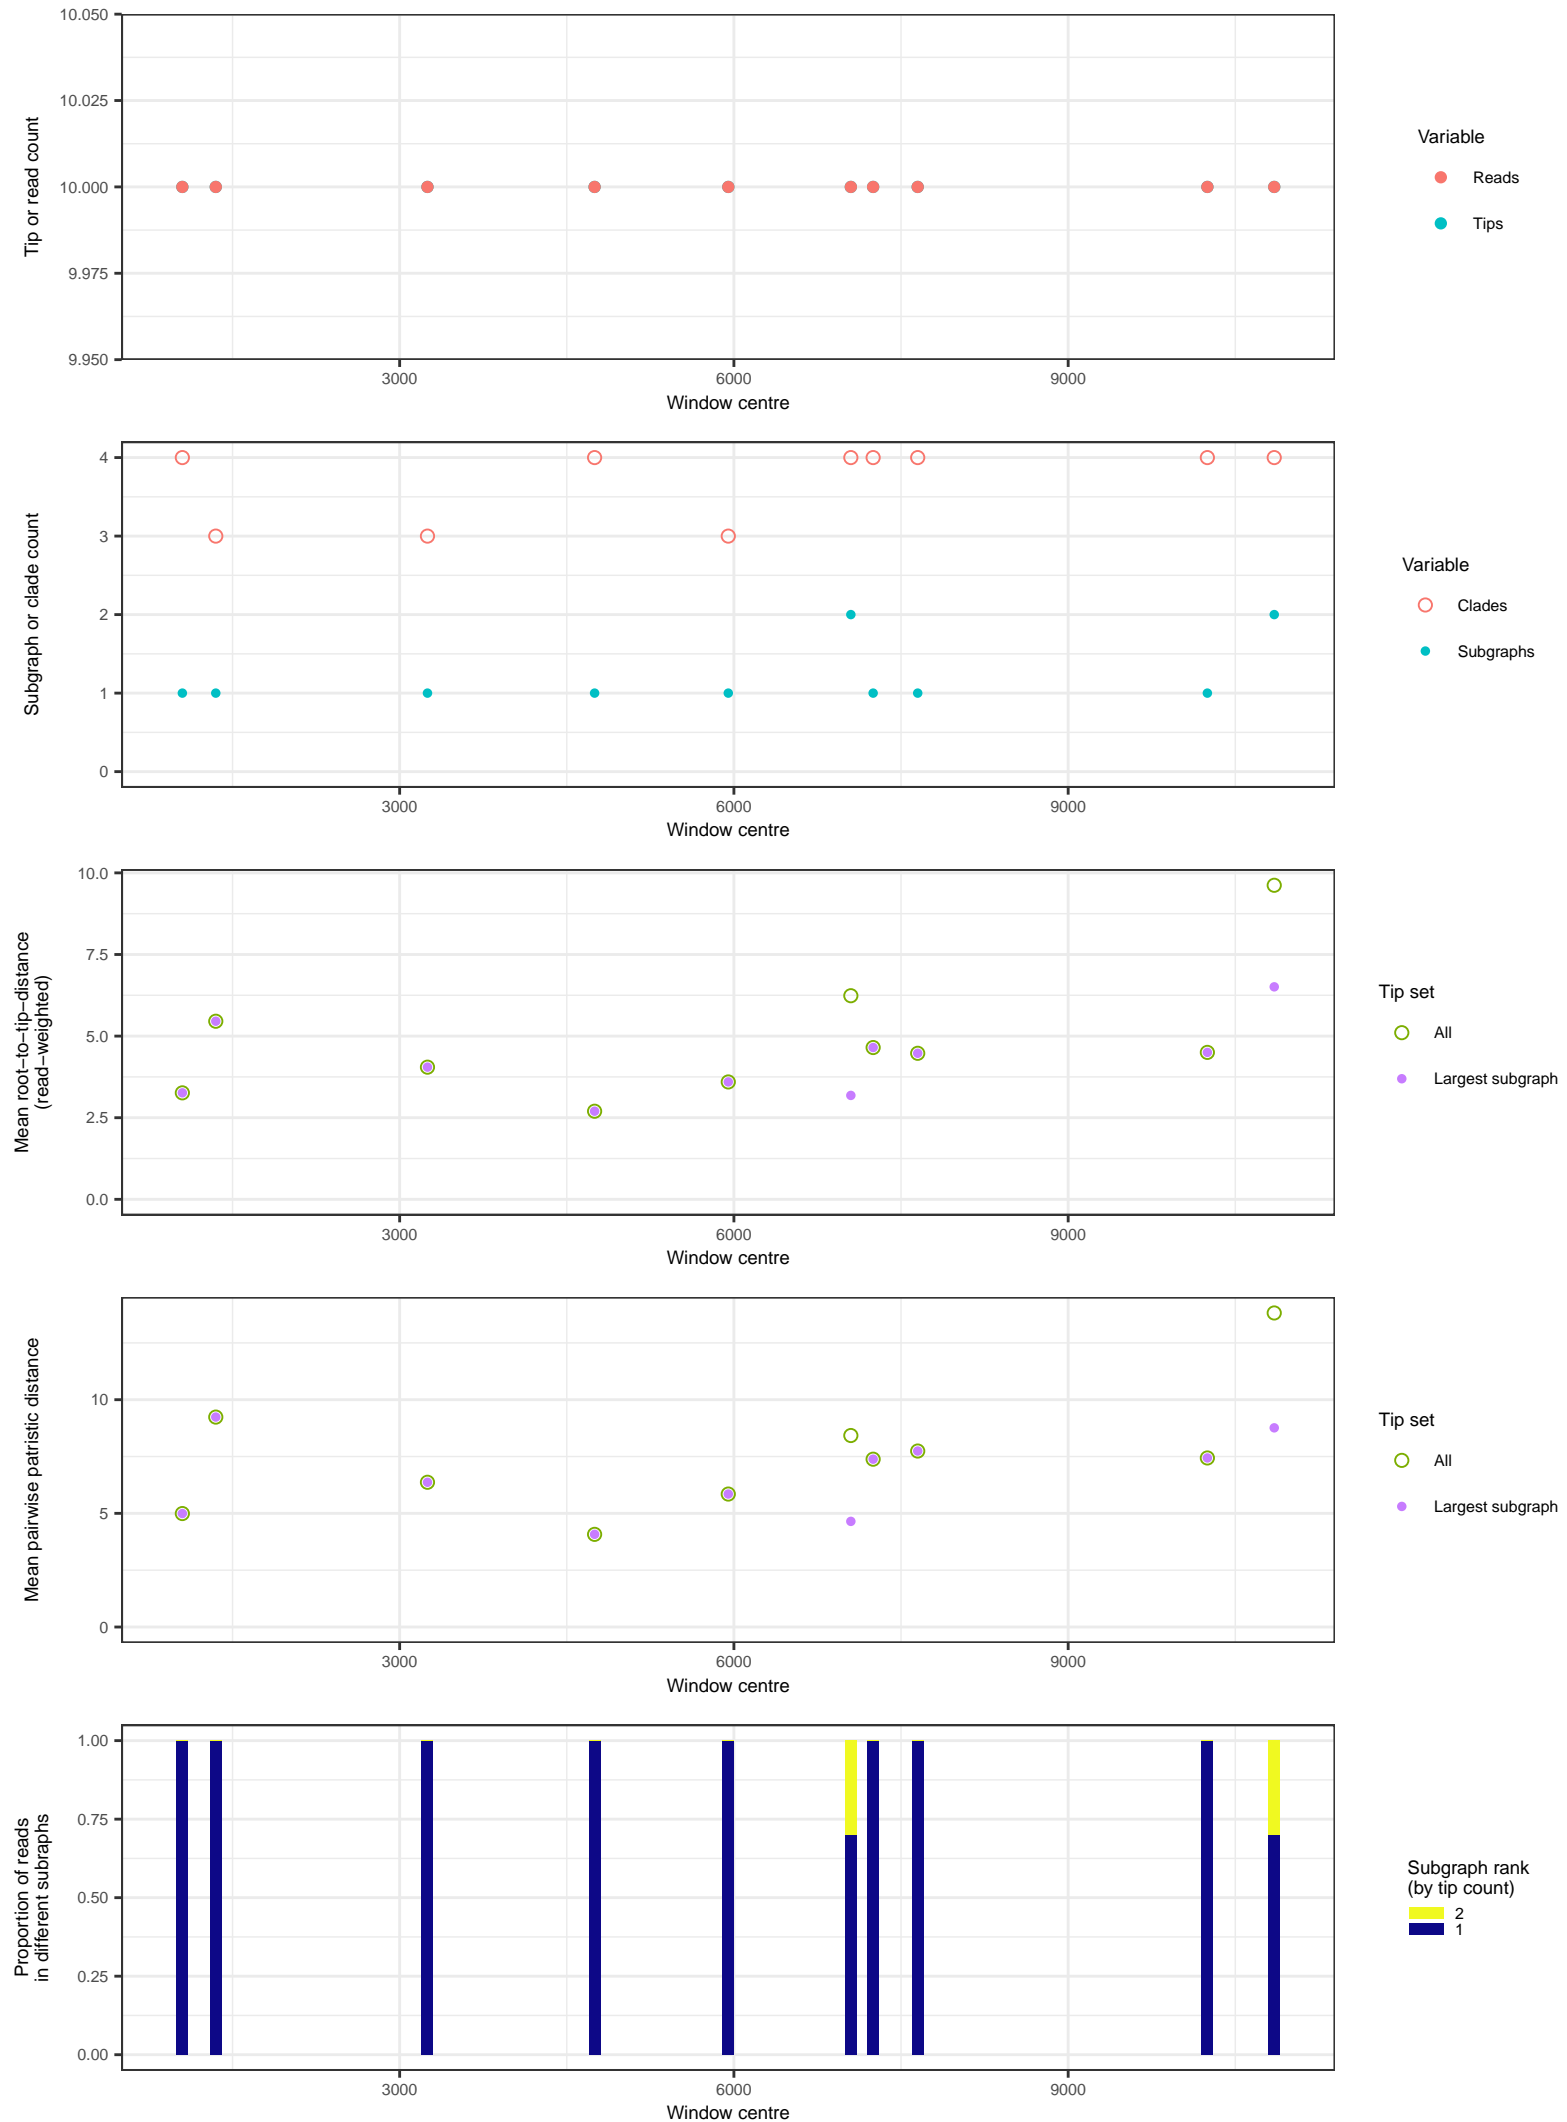 10.050
10.025
10.000
9.975
9.950
Tip or read count
3000
6000
9000
Window centre
Variable
Reads
Tips
4
3
2
1
0
Subgraph or clade count
3000
6000
9000
Window centre
Variable
Clades
Subgraphs
10.0
7.5
5.0
2.5
0.0
Mean root−to−tip−distance
(read−weighted)
3000
6000
9000
Window centre
Tip set
All
Largest subgraph
10
5
0
Mean pairwise patristic distance
3000
6000
9000
Window centre
Tip set
All
Largest subgraph
1.00
0.75
0.50
0.25
0.00
Proportion of reads
in different subraphs
3000
6000
9000
Window centre
Subgraph rank
(by tip count)
2
1